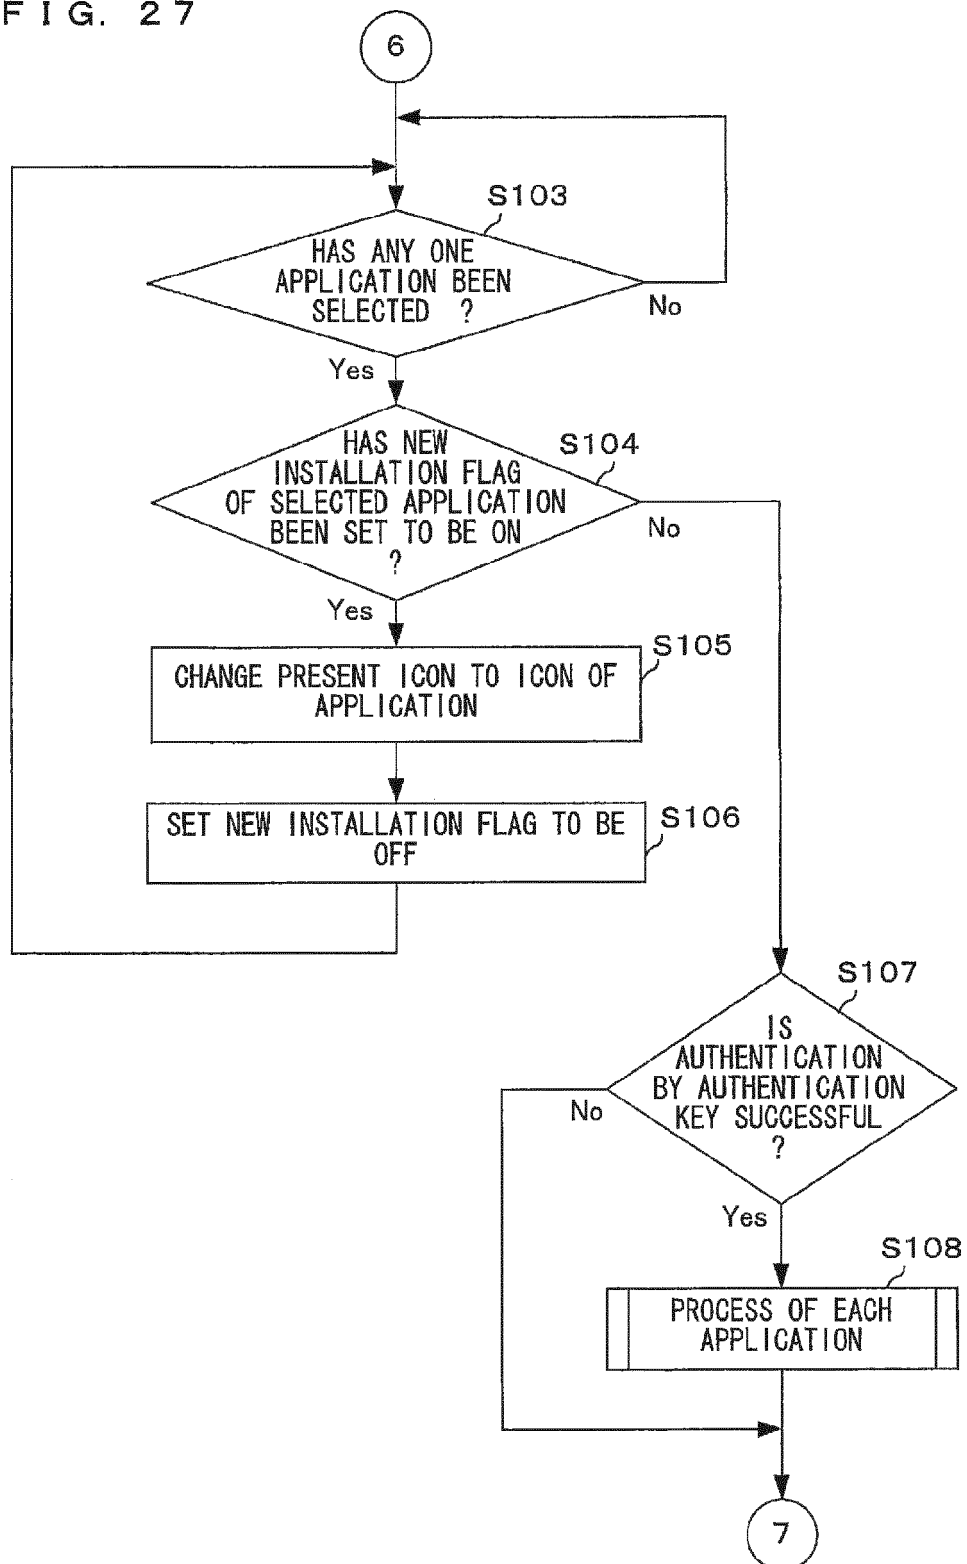 FIG. 27
6
S103
HAS ANY ONE
APPLICATION BEEN
SELECTED ?
No
Yes
S104
HAS NEW
INSTALLATION FLAG
OF SELECTED APPLICATION
BEEN SET TO BE ON
?
No
Yes
S105
CHANGE PRESENT ICON TO ICON OF
APPLICATION
S106
SET NEW INSTALLATION FLAG TO BE
OFF
S107
IS
AUTHENTICATION
BY AUTHENTICATION
KEY SUCCESSFUL
?
No
Yes
S108
PROCESS OF EACH
APPLICATION
7